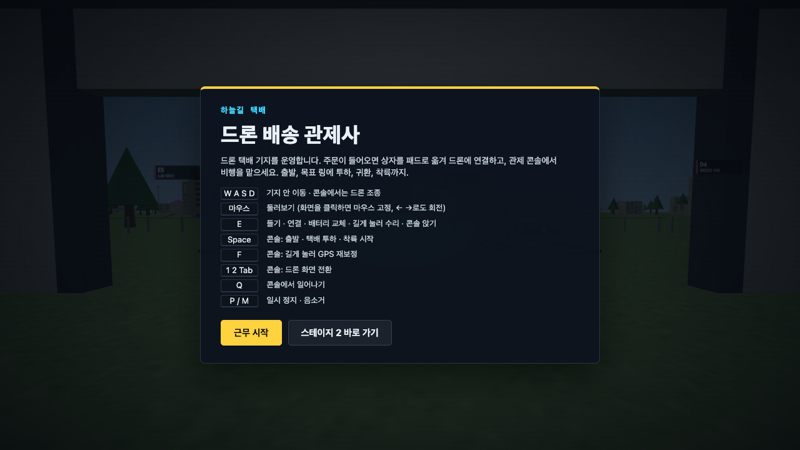 하늘길 택배
드론 배송 관제사
드론 택배 기지를 운영합니다. 주문이 들어오면 상자를 패드로 옮겨 드론에 연결하고, 관제 콘솔에서
비행을 맡으세요. 출발, 목표 링에 투하, 귀환, 착륙까지.
W A S D 기지 안 이동 · 콘솔에서는 드론 조종
마우스 둘러보기 (화면을 클릭하면 마우스 고정, ← →로도 회전)
E 들기 · 연결 · 배터리 교체 · 길게 눌러 수리 · 콘솔 앉기
Space 콘솔: 출발 · 택배 투하 · 착륙 시작
F 콘솔: 길게 눌러 GPS 재보정
1 2 Tab 콘솔: 드론 화면 전환
Q 콘솔에서 일어나기
P / M 일시 정지 · 음소거
근무 시작 스테이지 2 바로 가기